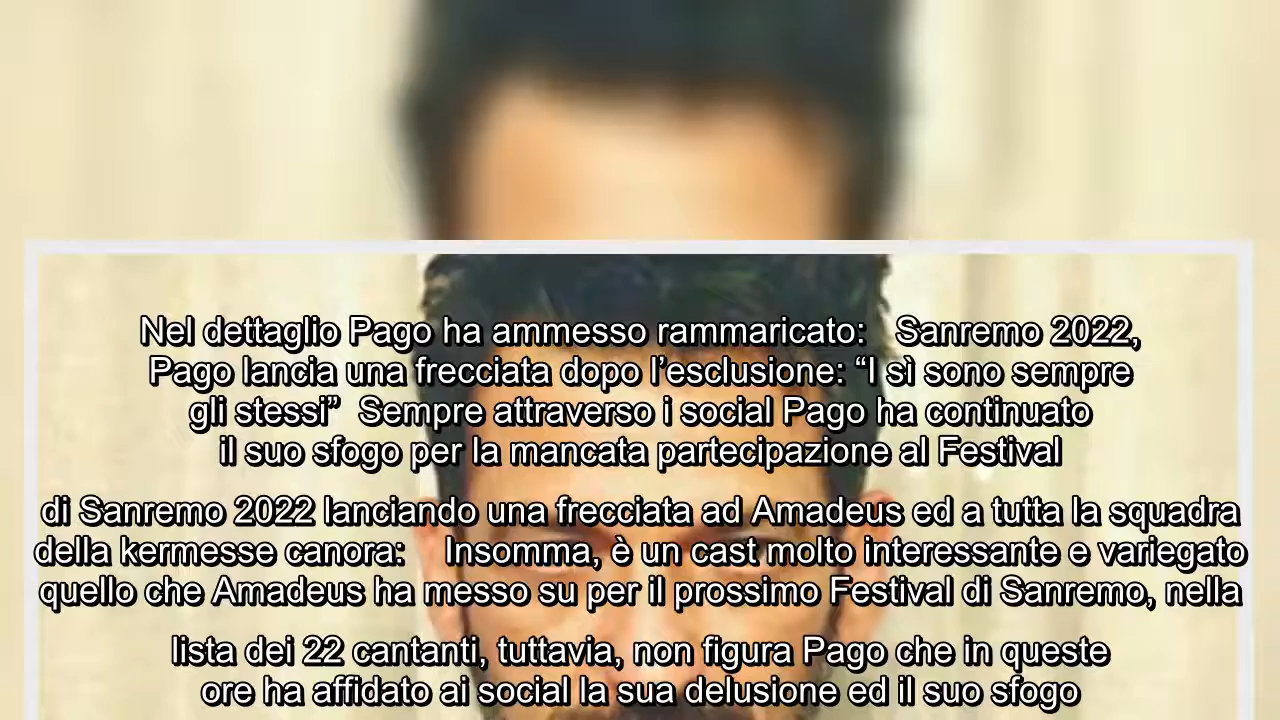 Nel dettaglio Pago ha ammesso rammaricato:   Sanremo 2022,
Pago lancia una frecciata dopo l’esclusione: “I sì sono sempre
gli stessi”  Sempre attraverso i social Pago ha continuato
il suo sfogo per la mancata partecipazione al Festival
di Sanremo 2022 lanciando una frecciata ad Amadeus ed a tutta la squadra
della kermesse canora:    Insomma, è un cast molto interessante e variegato
quello che Amadeus ha messo su per il prossimo Festival di Sanremo, nella
lista dei 22 cantanti, tuttavia, non figura Pago che in queste
ore ha affidato ai social la sua delusione ed il suo sfogo